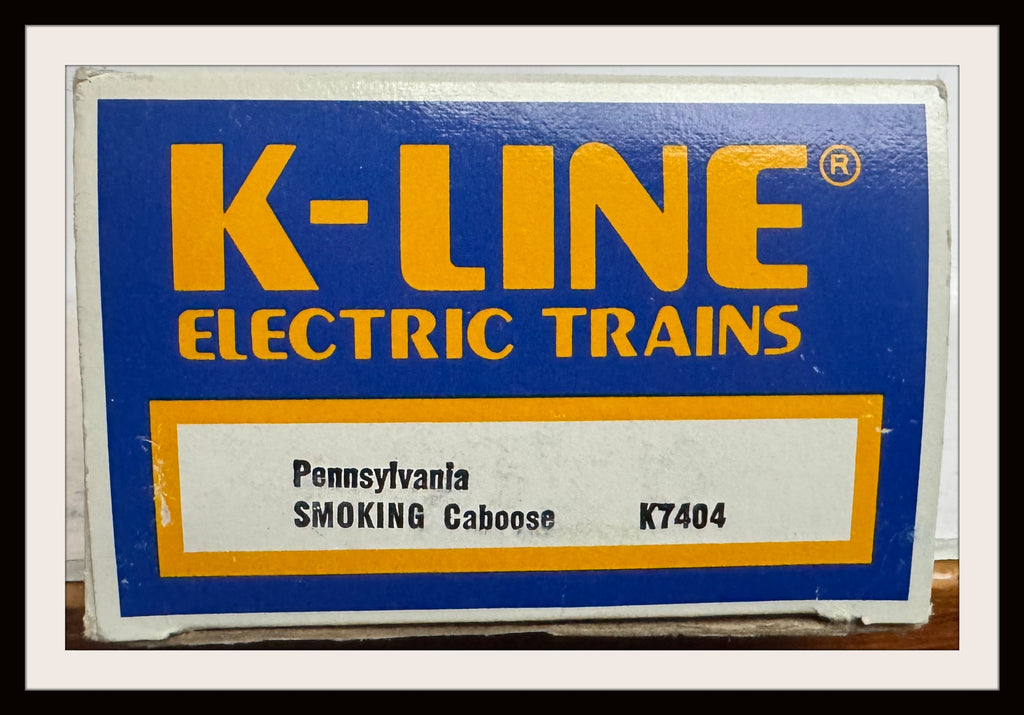 K-LINE®
ELECTRIC TRAINS
Pennsylvania
SMOKING Caboose K7404